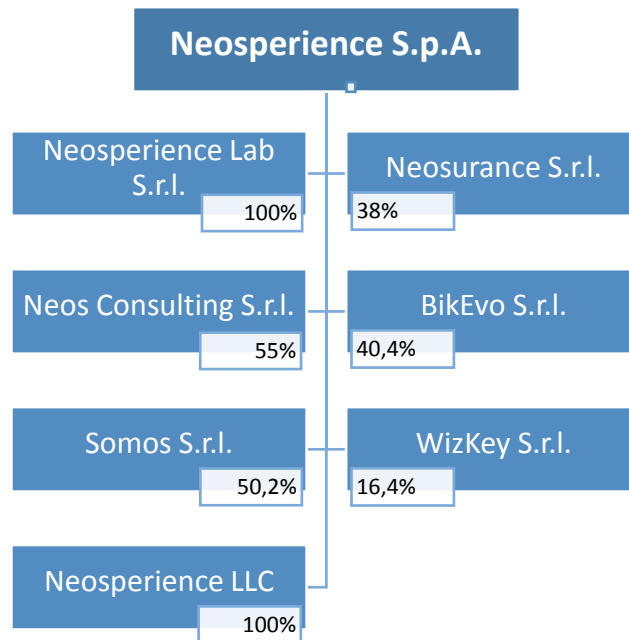 Neosperience S.p.A.
Neosperience Lab
S.r.l.
100%
Neosurance S.r.l.
38%
Neos Consulting S.r.l.
55%
BikEvo S.r.l.
40,4%
Somos S.r.l.
50,2%
WizKey S.r.l.
16,4%
Neosperience LLC
100%